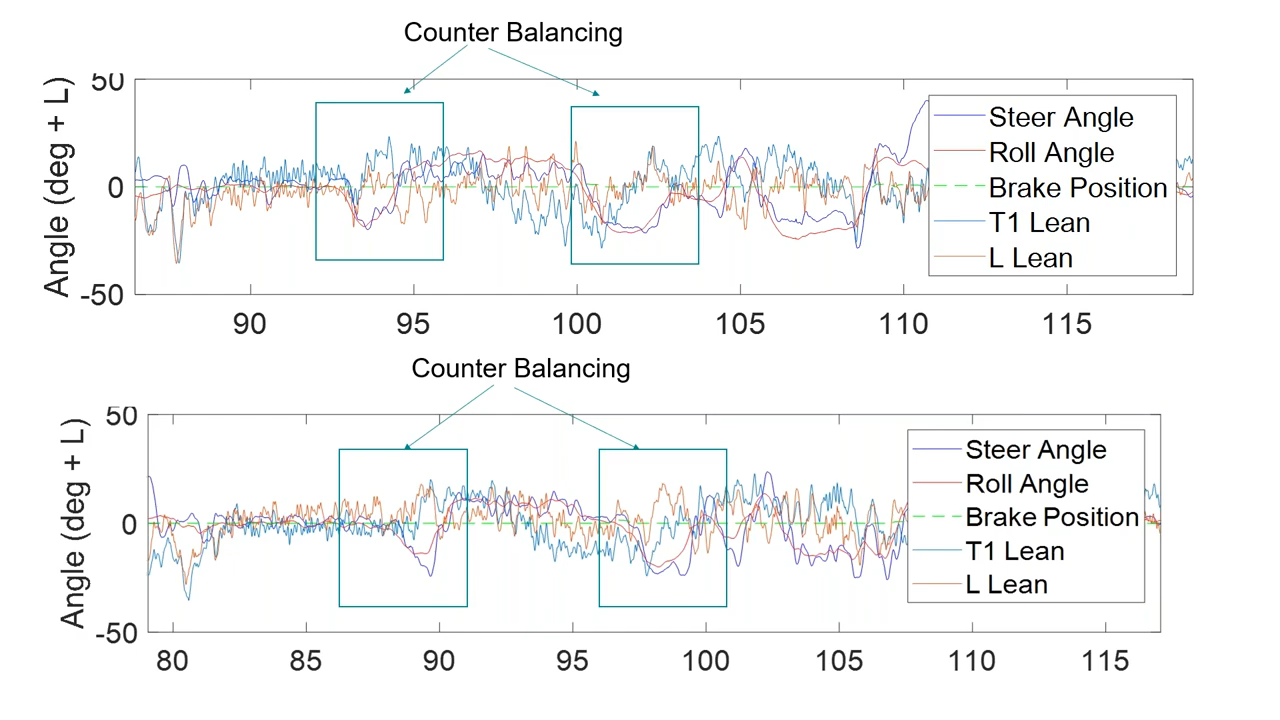 Counter Balancing
50
0
-50
Angle (deg + L)
Steer Angle
Roll Angle
Brake Position
T1 Lean
L Lean
90 95 100 105 110 115
Counter Balancing
50
0
-50
Angle (deg + L)
Steer Angle
Roll Angle
Brake Position
T1 Lean
L Lean
80 85 90 95 100 105 110 115